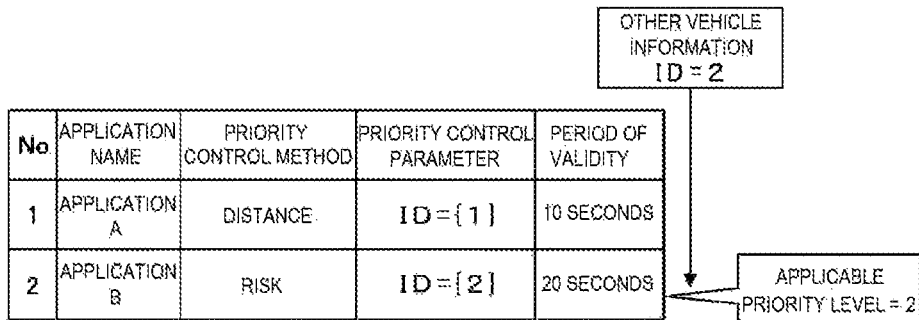 OTHER VEHICLE
INFORMATION
ID=2
No
APPLICATION
NAME
PRIORITY
CONTROL METHOD
PRIORITY CONTROL
PARAMETER
PERIOD OF
VALIDITY
1
APPLICATION
A
DISTANCE
ID={1}
10 SECONDS
2
APPLICATION
B
RISK
ID={2}
20 SECONDS
APPLICABLE
PRIORITY LEVEL = 2